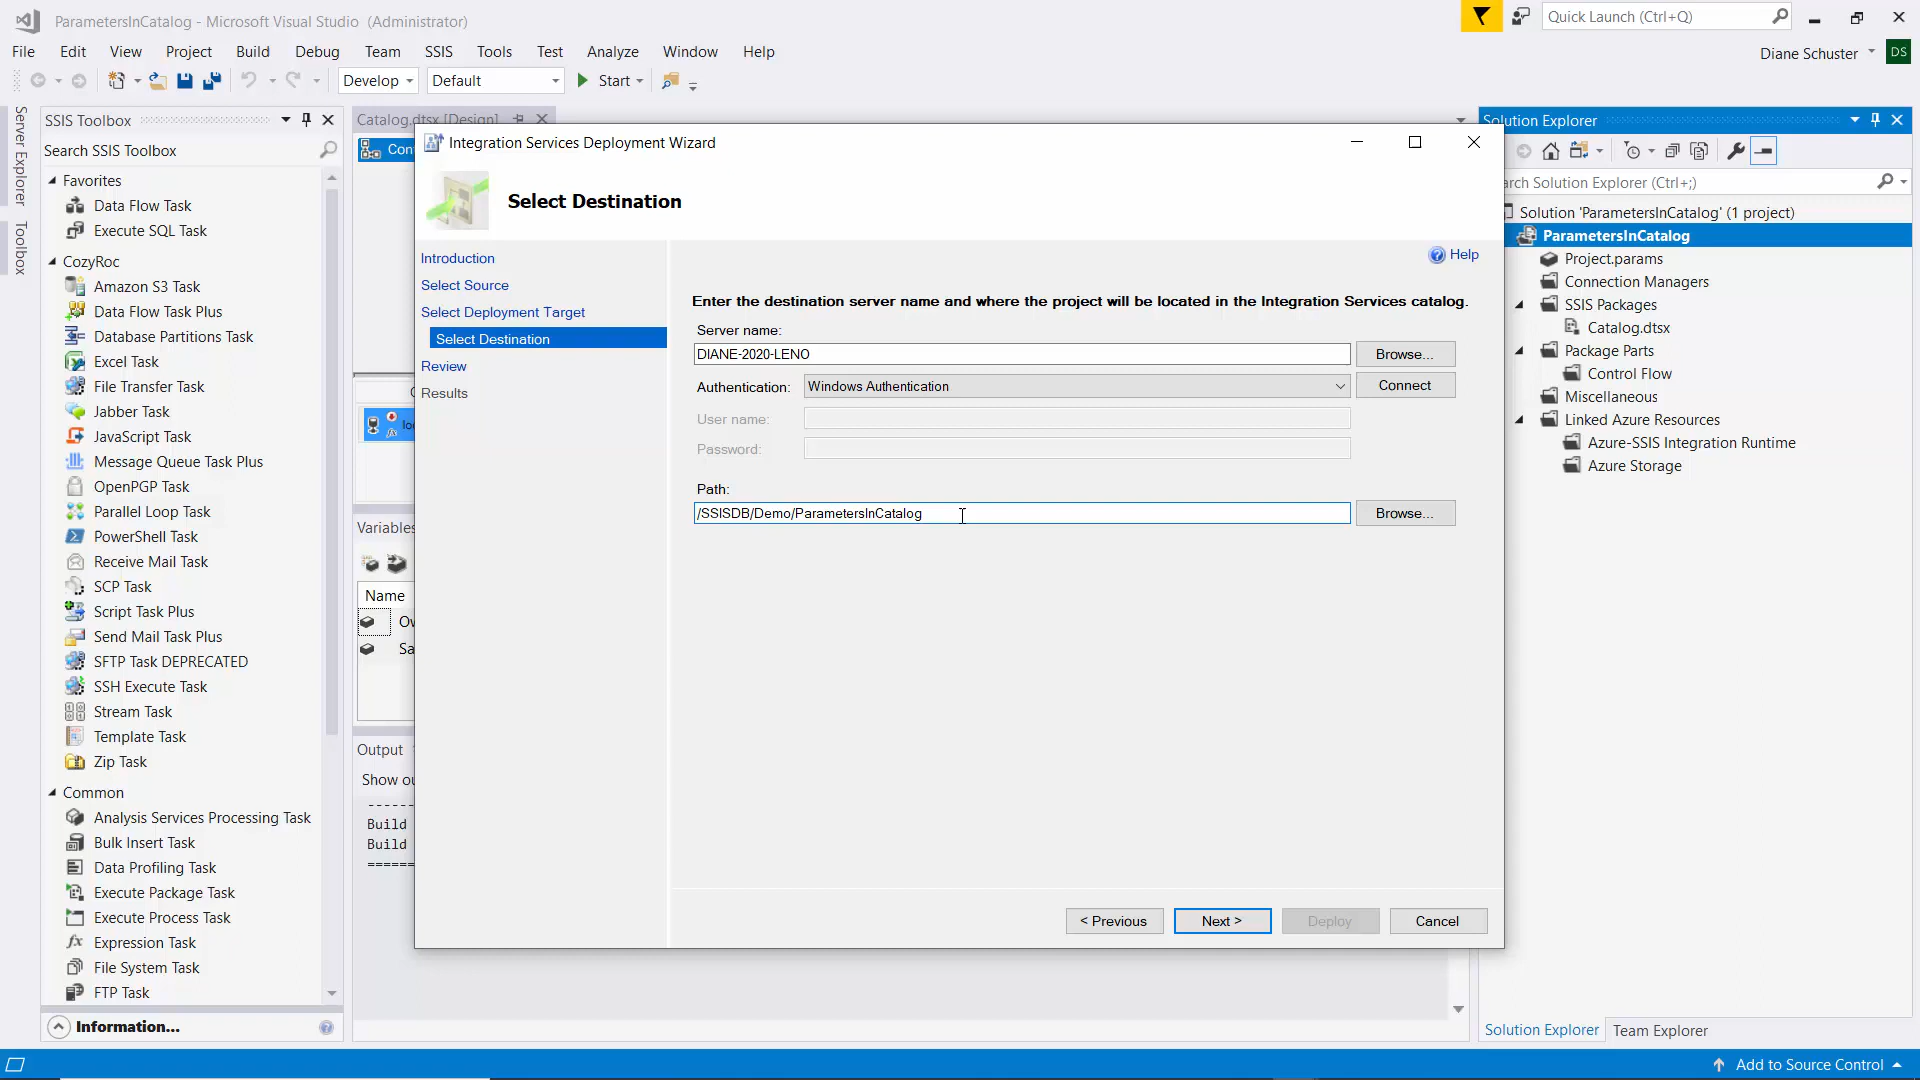 ParametersInCatalog - Microsoft Visual Studio (Administrator)
Quick Launch (Ctrl+Q)
File Edit View Project Build Debug Team SSIS Tools Test Analyze Window Help
Diane Schuster
DS
Develop
Default
Start
Server Explorer
Toolbox
SSIS Toolbox
Search SSIS Toolbox
Favorites
Data Flow Task
Execute SQL Task
CozyRoc
Amazon S3 Task
Data Flow Task Plus
Database Partitions Task
Excel Task
File Transfer Task
Jabber Task
JavaScript Task
Message Queue Task Plus
OpenPGP Task
Parallel Loop Task
PowerShell Task
Receive Mail Task
SCP Task
Script Task Plus
Send Mail Task Plus
SFTP Task DEPRECATED
SSH Execute Task
Stream Task
Template Task
Zip Task
Common
Analysis Services Processing Task
Bulk Insert Task
Data Profiling Task
Execute Package Task
Execute Process Task
Expression Task
File System Task
FTP Task
Information...
Catalog.dtsx [Design]
Variables
Name
Output
Build
Build
=====
Integration Services Deployment Wizard
Select Destination
Introduction
Select Source
Select Deployment Target
Select Destination
Review
Results
Help
Enter the destination server name and where the project will be located in the Integration Services catalog.
Server name:
DIANE-2020-LENO
Browse...
Authentication:
Windows Authentication
Connect
User name:
Password:
Path:
/SSISDB/Demo/ParametersInCatalog
Browse...
< Previous
Next >
Deploy
Cancel
Solution Explorer
Solution Explorer (Ctrl+;)
Solution 'ParametersInCatalog' (1 project)
ParametersInCatalog
Project.params
Connection Managers
SSIS Packages
Catalog.dtsx
Package Parts
Control Flow
Miscellaneous
Linked Azure Resources
Azure-SSIS Integration Runtime
Azure Storage
Solution Explorer
Team Explorer
Add to Source Control